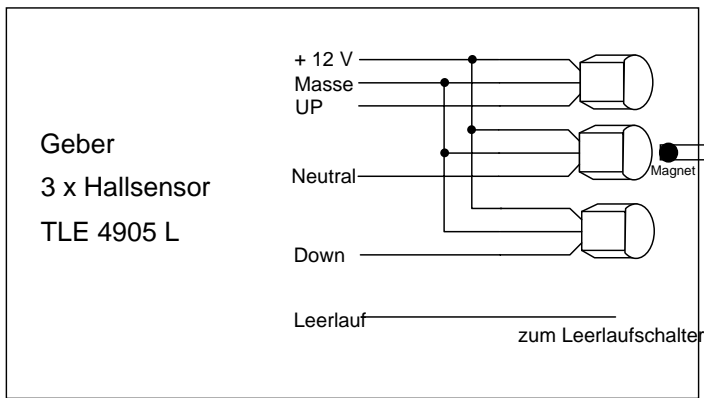 + 12 V
Masse
UP
Geber
3 x Hallsensor
TLE 4905 L
Neutral
Magnet
Down
Leerlauf
zum Leerlaufschalter